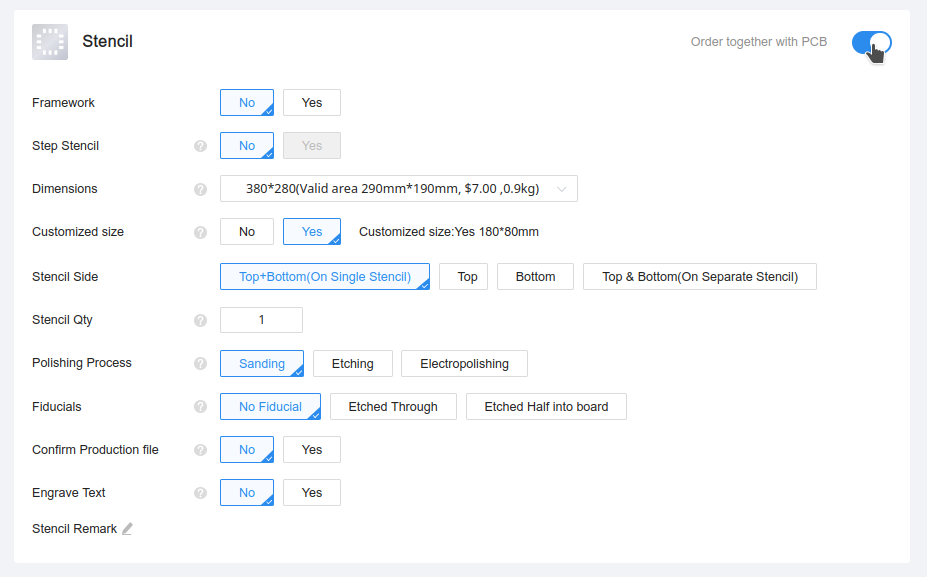 Stencil
Order together with PCB
Framework No Yes
Step Stencil ? No Yes
Dimensions ? 380*280(Valid area 290mm*190mm, $7.00 ,0.9kg)
Customized size ? No Yes Customized size:Yes 180*80mm
Stencil Side Top+Bottom(On Single Stencil) Top Bottom Top & Bottom(On Separate Stencil)
Stencil Qty ? 1
Polishing Process ? Sanding Etching Electropolishing
Fiducials ? No Fiducial Etched Through Etched Half into board
Confirm Production file ? No Yes
Engrave Text ? No Yes
Stencil Remark